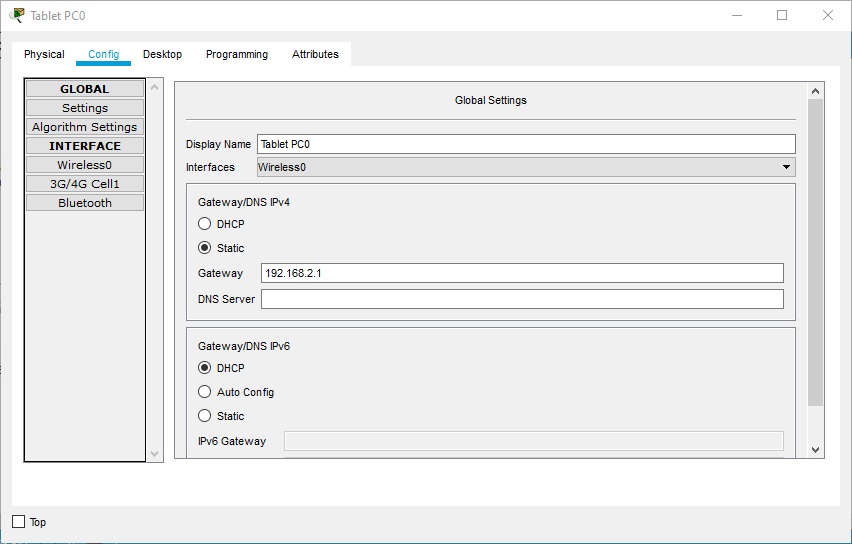 Tablet PC0
Physical Config Desktop Programming Attributes
GLOBAL
Settings
Algorithm Settings
INTERFACE
Wireless0
3G/4G Cell1
Bluetooth
Global Settings
Display Name Tablet PC0
Interfaces Wireless0
Gateway/DNS IPv4
DHCP
Static
Gateway 192.168.2.1
DNS Server
Gateway/DNS IPv6
DHCP
Auto Config
Static
IPv6 Gateway
Top